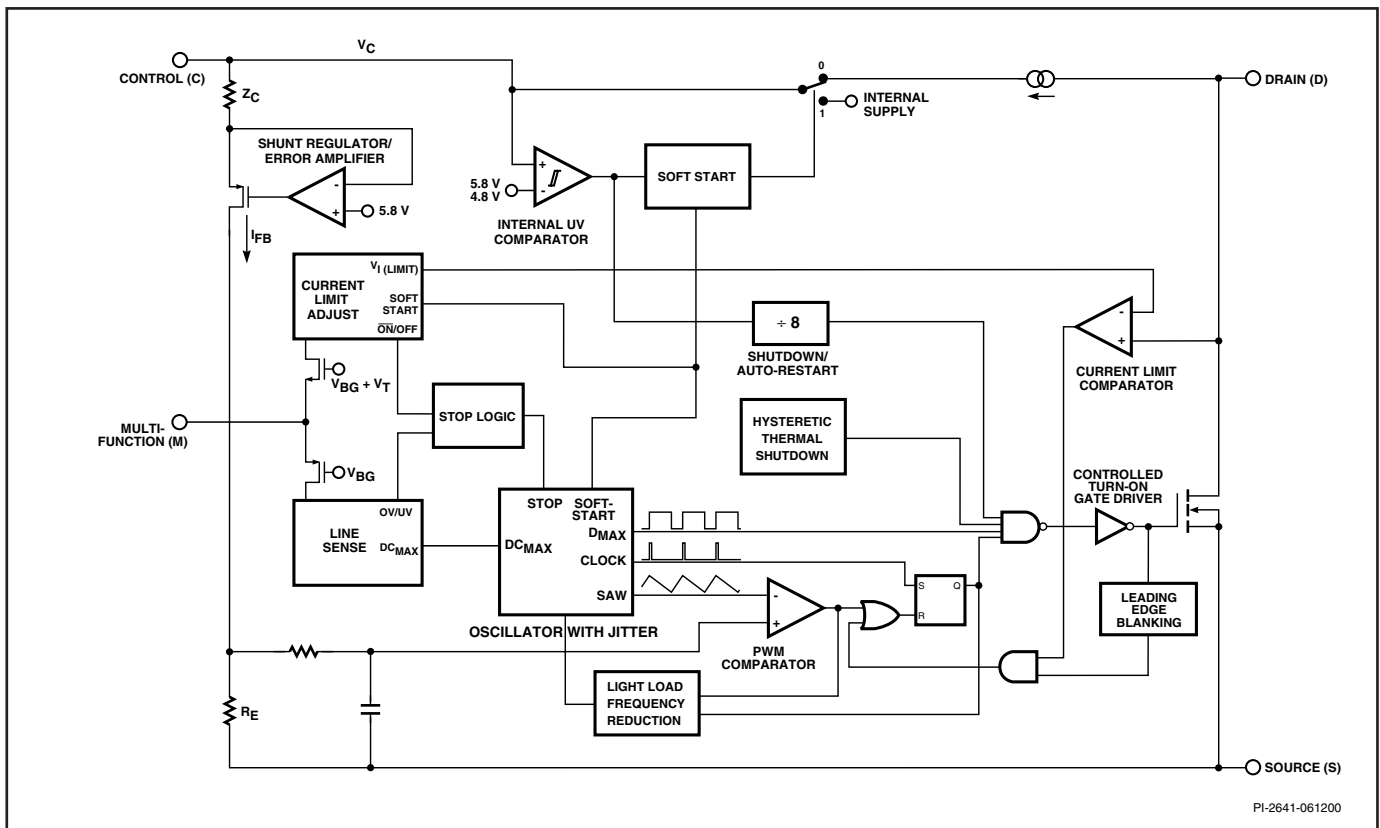 V_C
0
CONTROL (C)
DRAIN (D)
Z_C
1
INTERNAL
SUPPLY
SHUNT REGULATOR/
ERROR AMPLIFIER
-
+
5.8 V
I_FB
+
-
5.8 V
4.8 V
INTERNAL UV
COMPARATOR
SOFT START
CURRENT
LIMIT
ADJUST
V_I (LIMIT)
SOFT
START
O̅N̅/OFF
÷ 8
SHUTDOWN/
AUTO-RESTART
-
+
CURRENT LIMIT
COMPARATOR
V_BG + V_T
STOP LOGIC
HYSTERETIC
THERMAL
SHUTDOWN
MULTI-
FUNCTION (M)
V_BG
CONTROLLED
TURN-ON
GATE DRIVER
OV/UV
LINE
SENSE
DC_MAX
STOP
SOFT-
START
DC_MAX
D_MAX
CLOCK
SAW
OSCILLATOR WITH JITTER
-
+
PWM
COMPARATOR
S
Q
R
LEADING
EDGE
BLANKING
LIGHT LOAD
FREQUENCY
REDUCTION
R_E
SOURCE (S)
PI-2641-061200